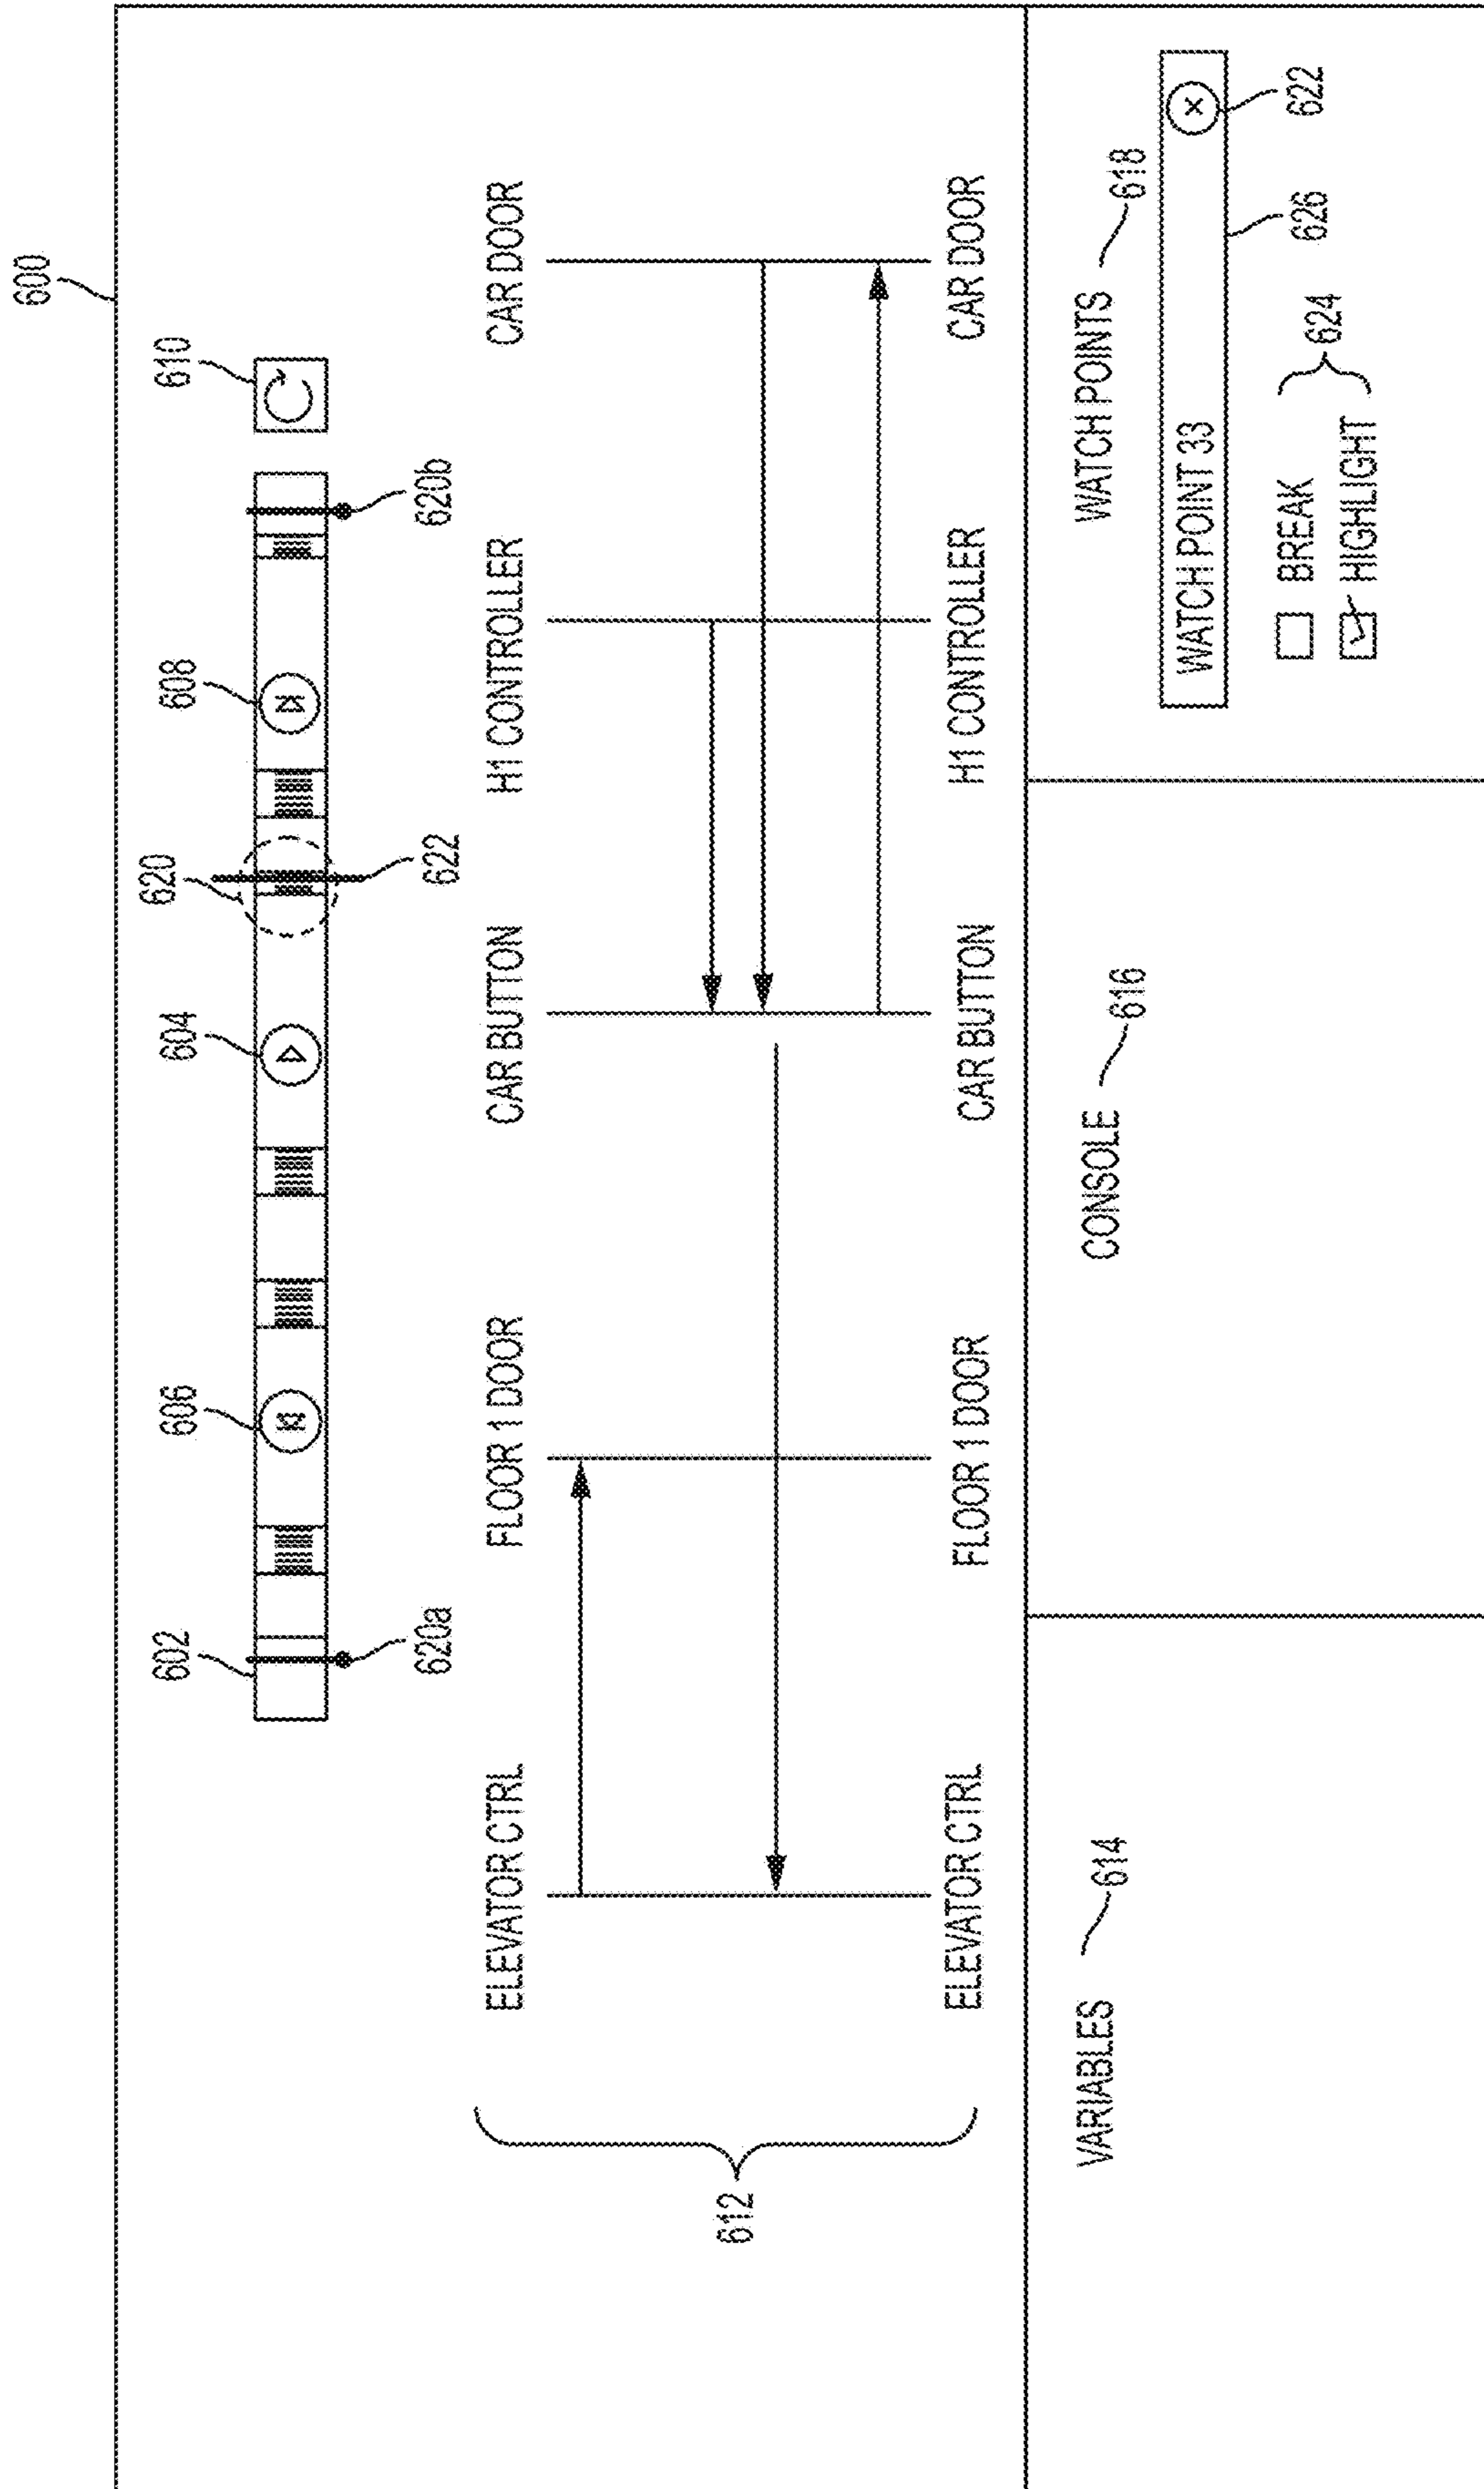 600
602
606
604
620
608
610
620a
622
620b
ELEVATOR CTRL
FLOOR 1 DOOR
CAR BUTTON
H1 CONTROLLER
CAR DOOR
612
ELEVATOR CTRL
FLOOR 1 DOOR
CAR BUTTON
H1 CONTROLLER
CAR DOOR
VARIABLES 614
CONSOLE 616
WATCH POINTS 618
WATCH POINT 33
626
622
BREAK
HIGHLIGHT
624